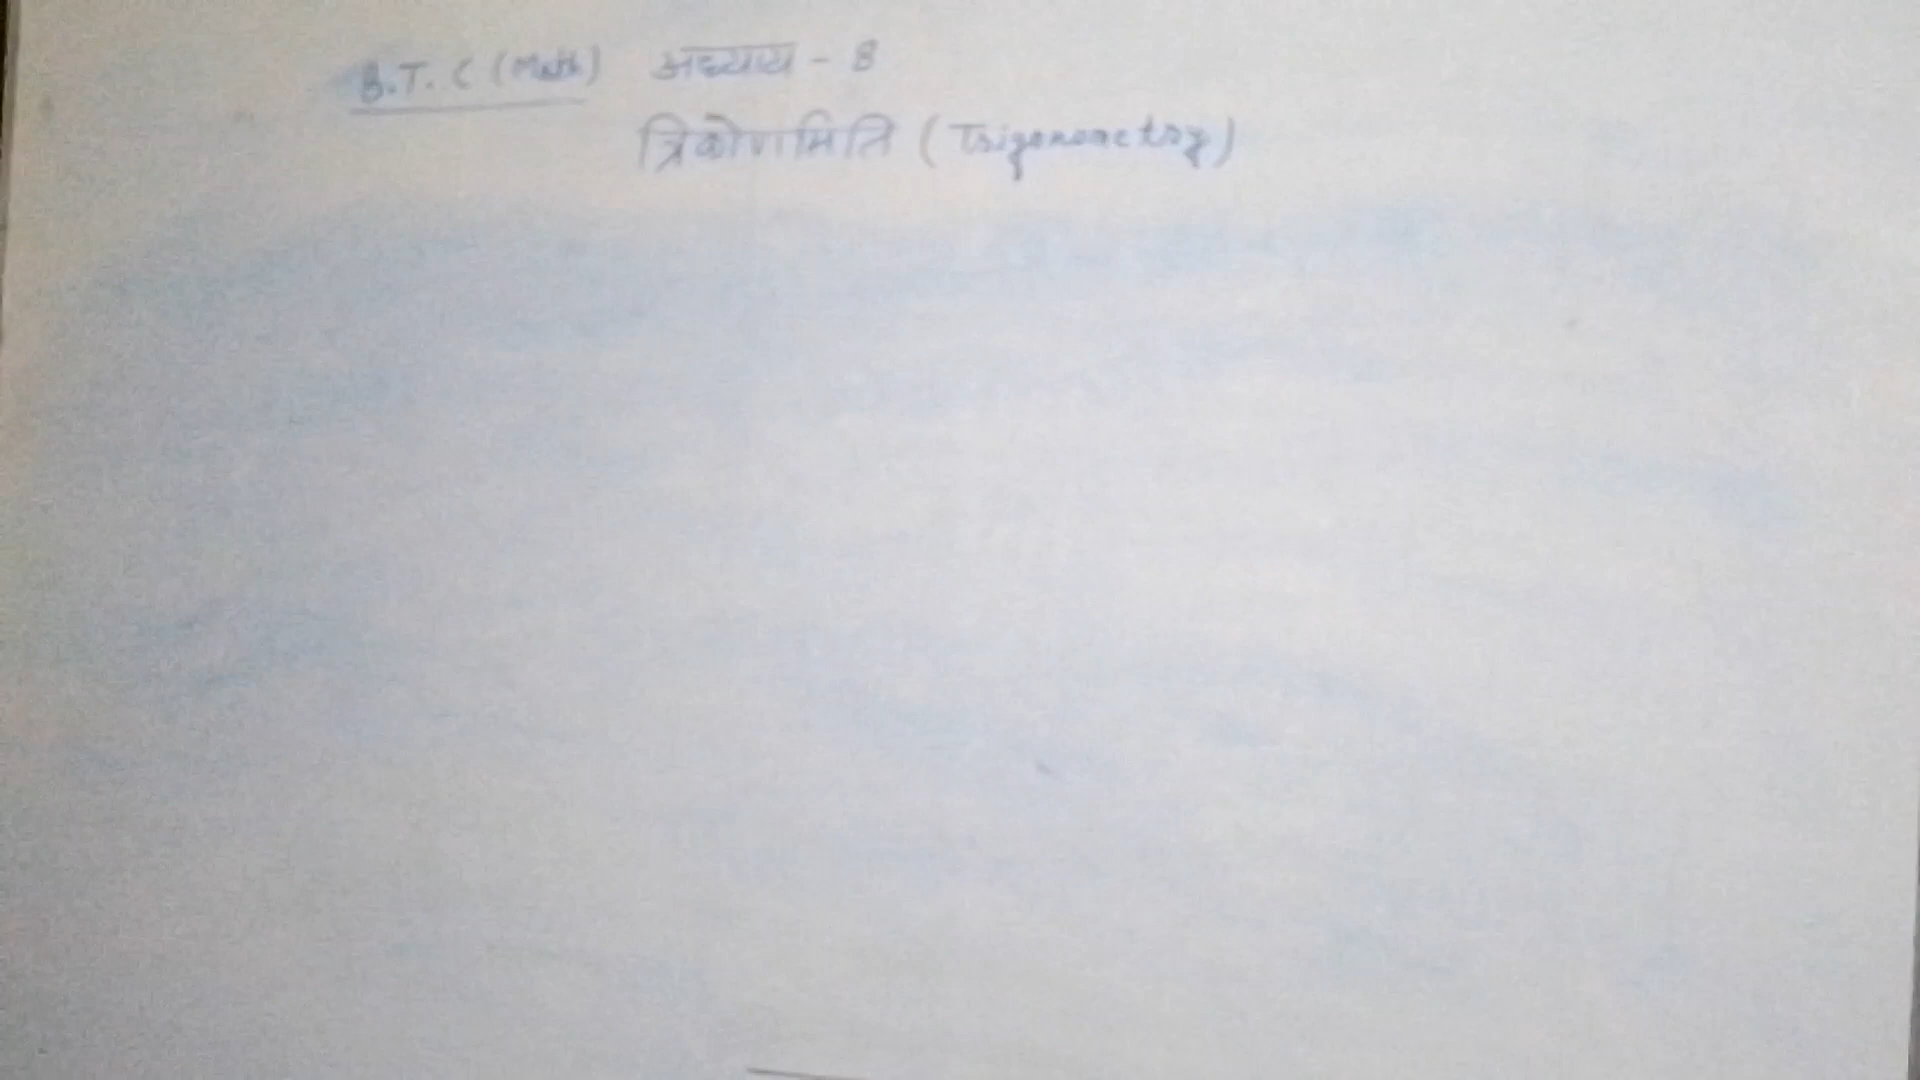 B.T.C (Math) अध्याय - 8
त्रिकोणमिति (Trigonometry)